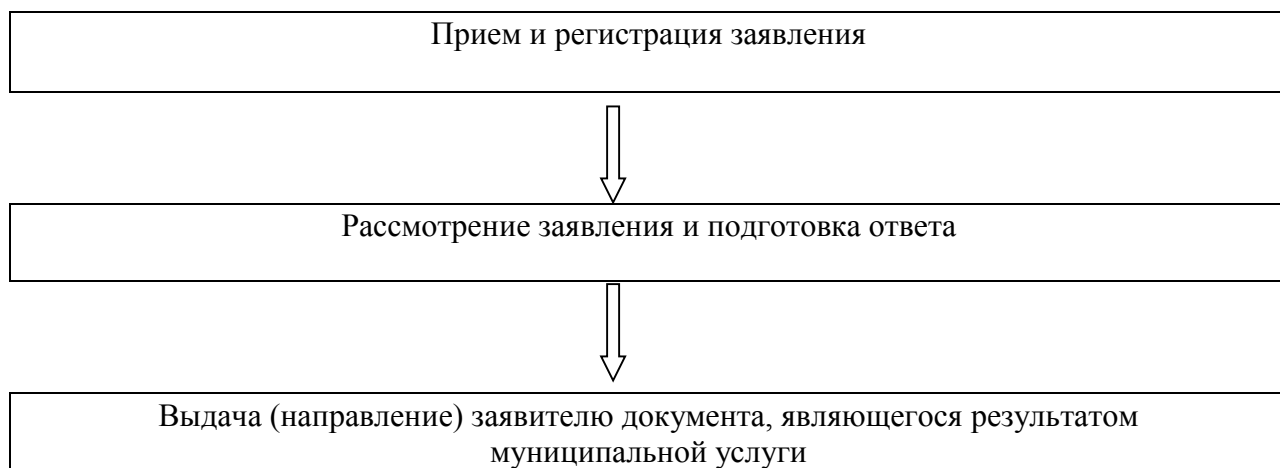 Прием и регистрация заявления
Рассмотрение заявления и подготовка ответа
Выдача (направление) заявителю документа, являющегося результатом
муниципальной услуги